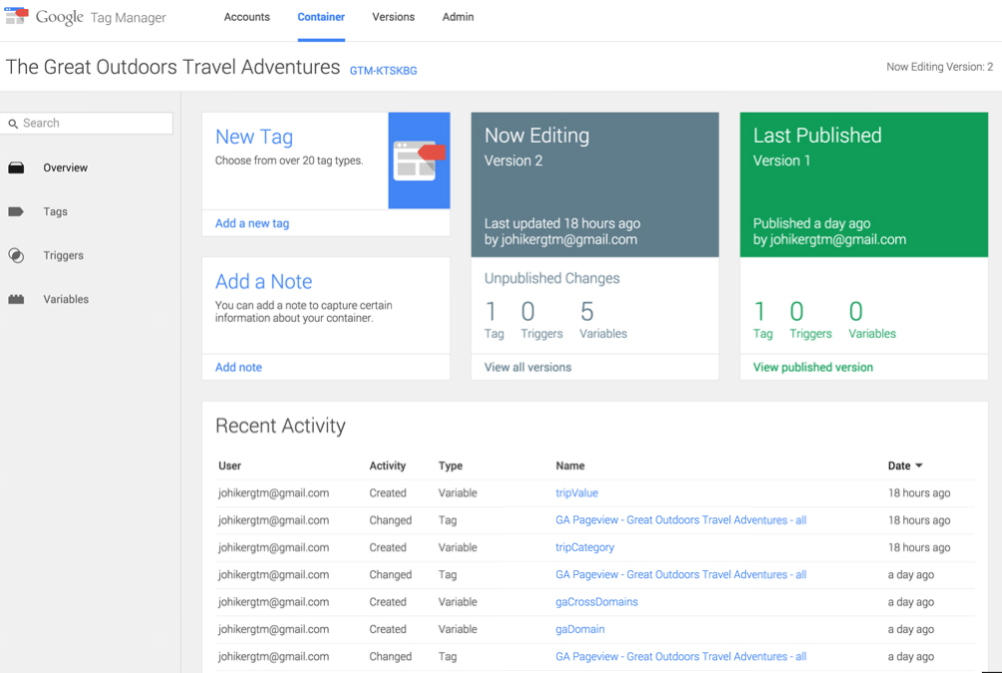 Google Tag Manager
Accounts Container Versions Admin
The Great Outdoors Travel Adventures GTM-KTSKBG
Now Editing Version: 2
Search
Overview
Tags
Triggers
Variables
New Tag
Choose from over 20 tag types.
Add a new tag
Add a Note
You can add a note to capture certain
information about your container.
Add note
Now Editing
Version 2
Last updated 18 hours ago
by johikergtm@gmail.com
Unpublished Changes
1 0 5
Tag Triggers Variables
View all versions
Last Published
Version 1
Published a day ago
by johikergtm@gmail.com
1 0 0
Tag Triggers Variables
View published version
Recent Activity
User Activity Type Name Date
johikergtm@gmail.com Created Variable tripValue 18 hours ago
johikergtm@gmail.com Changed Tag GA Pageview - Great Outdoors Travel Adventures - all 18 hours ago
johikergtm@gmail.com Created Variable tripCategory 18 hours ago
johikergtm@gmail.com Changed Tag GA Pageview - Great Outdoors Travel Adventures - all a day ago
johikergtm@gmail.com Created Variable gaCrossDomains a day ago
johikergtm@gmail.com Created Variable gaDomain a day ago
johikergtm@gmail.com Changed Tag GA Pageview - Great Outdoors Travel Adventures - all a day ago